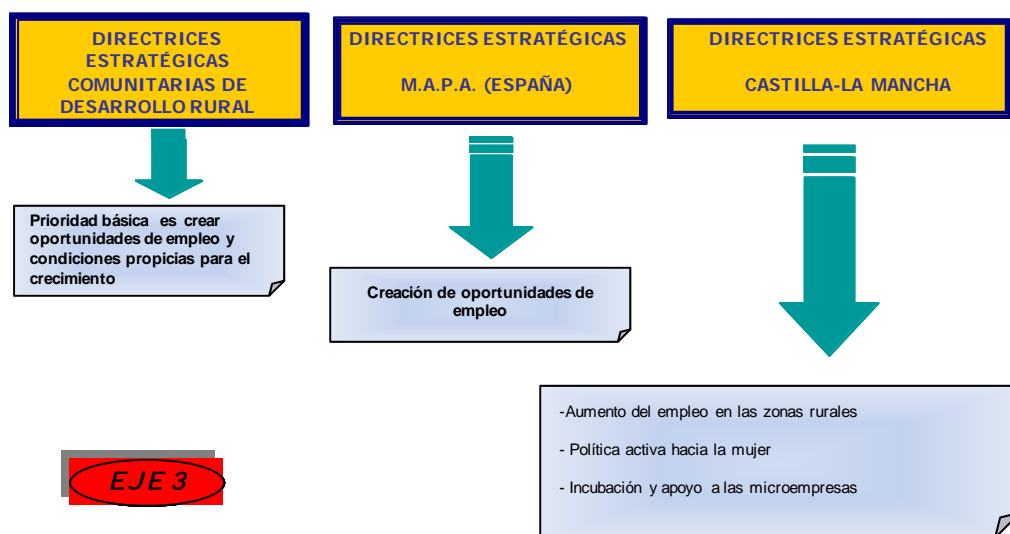 DIRECTRICES
ESTRATÉGICAS
COMUNITARIAS DE
DESARROLLO RURAL
DIRECTRICES ESTRATÉGICAS
M.A.P.A. (ESPAÑA)
DIRECTRICES ESTRATÉGICAS
CASTILLA-LA MANCHA
Prioridad básica es crear
oportunidades de empleo y
condiciones propicias para el
crecimiento
Creación de oportunidades de
empleo
-Aumento del empleo en las zonas rurales
- Política activa hacia la mujer
- Incubación y apoyo a las microempresas
EJE 3